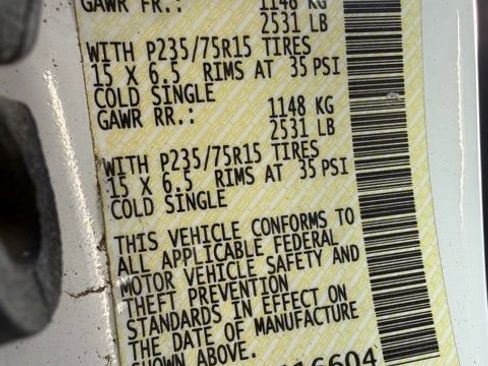 GAWR FR.: 1148 KG
2531 LB
WITH P235/75R15 TIRES
15 X 6.5 RIMS AT 35 PSI
COLD SINGLE
GAWR RR.: 1148 KG
2531 LB
WITH P235/75R15 TIRES
15 X 6.5 RIMS AT 35 PSI
COLD SINGLE
THIS VEHICLE CONFORMS TO
ALL APPLICABLE FEDERAL
MOTOR VEHICLE SAFETY AND
THEFT PREVENTION
STANDARDS IN EFFECT ON
THE DATE OF MANUFACTURE
SHOWN ABOVE.
16604